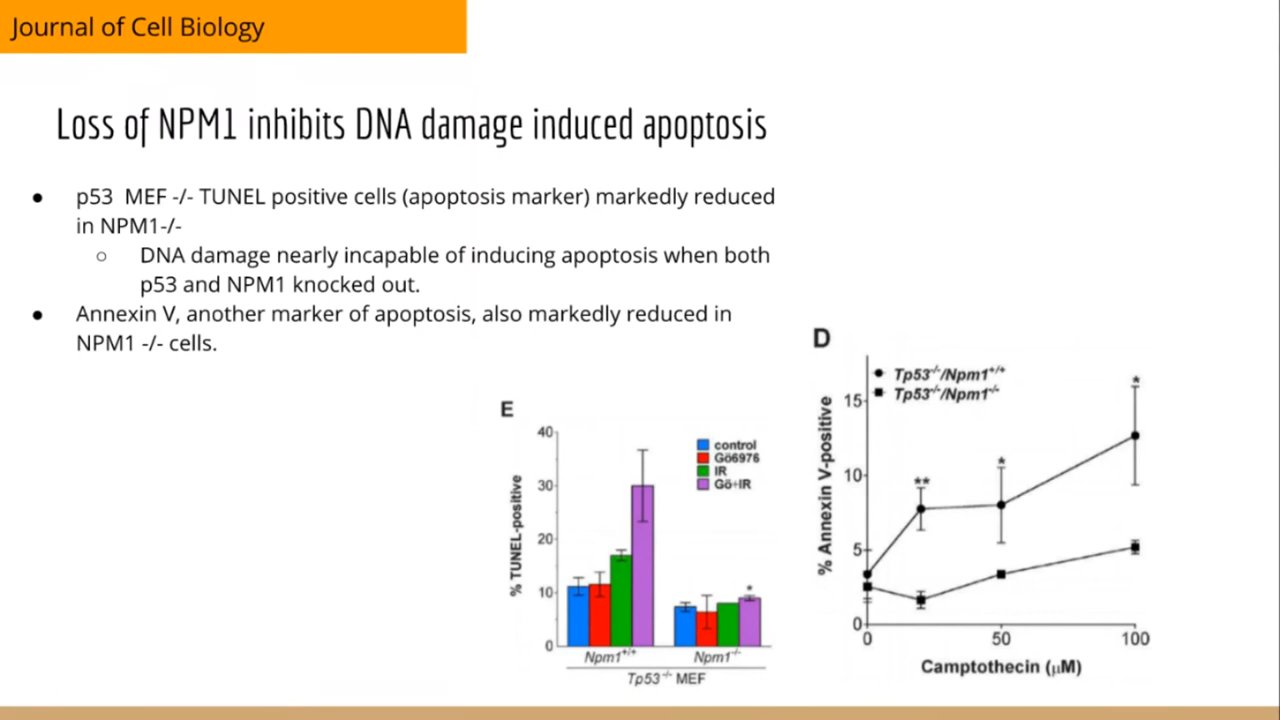 Journal of Cell Biology
Loss of NPM1 inhibits DNA damage induced apoptosis
● p53 MEF -/- TUNEL positive cells (apoptosis marker) markedly reduced
in NPM1-/-
○ DNA damage nearly incapable of inducing apoptosis when both
p53 and NPM1 knocked out.
● Annexin V, another marker of apoptosis, also markedly reduced in
NPM1 -/- cells.
E
% TUNEL-positive
40
30
20
10
0
control
Gö6976
IR
Gö+IR
*
Npm1+/+
Npm1-/-
Tp53-/- MEF
D
% Annexin V-positive
15
10
5
0
Tp53-/-/Npm1+/+
Tp53-/-/Npm1-/-
**
*
*
0 50 100
Camptothecin (μM)